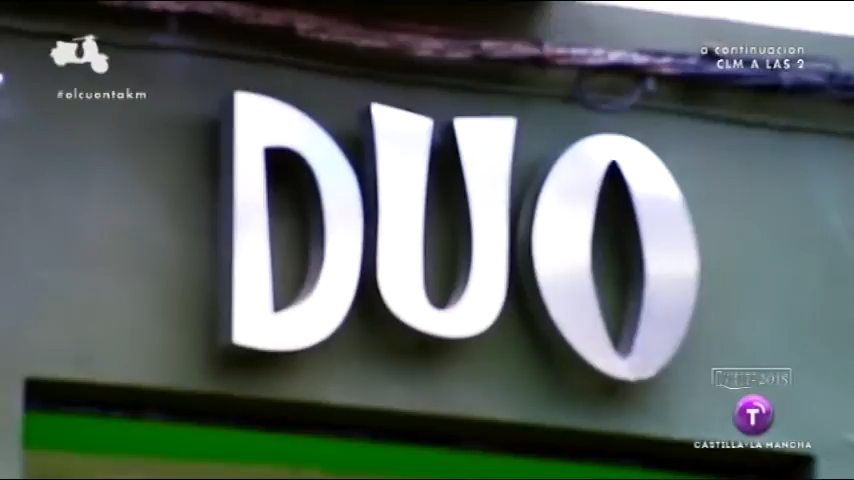 a continuacion
CLM A LAS 2
#elcuentakm
DUO
2018
T
CASTILLA-LA MANCHA